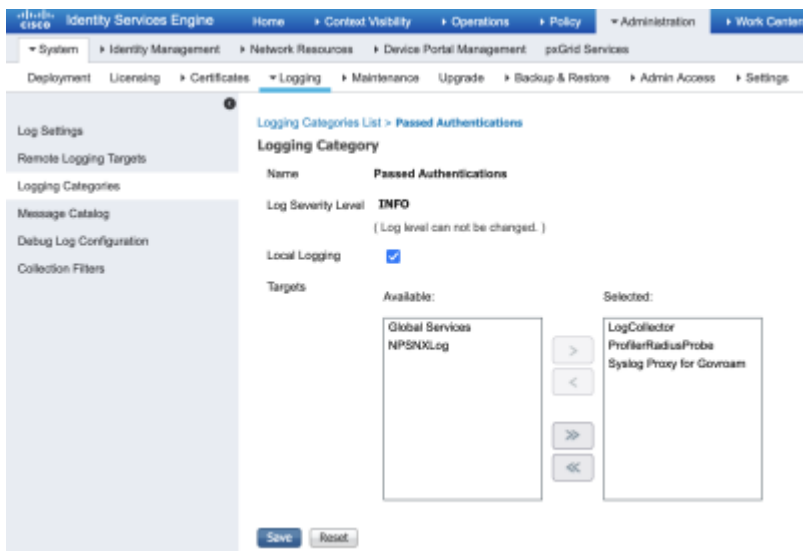 cisco Identity Services Engine Home Context Visibility Operations Policy Administration Work Center
System Identity Management Network Resources Device Portal Management pxGrid Services
Deployment Licensing Certificates Logging Maintenance Upgrade Backup & Restore Admin Access Settings
Log Settings
Remote Logging Targets
Logging Categories
Message Catalog
Debug Log Configuration
Collection Filters
Logging Categories List > Passed Authentications
Logging Category
Name Passed Authentications
Log Severity Level INFO
( Log level can not be changed. )
Local Logging
Targets
Available: Selected:
Global Services
NPSNXLog
LogCollector
ProfilerRadiusProbe
Syslog Proxy for Govroam
Save Reset